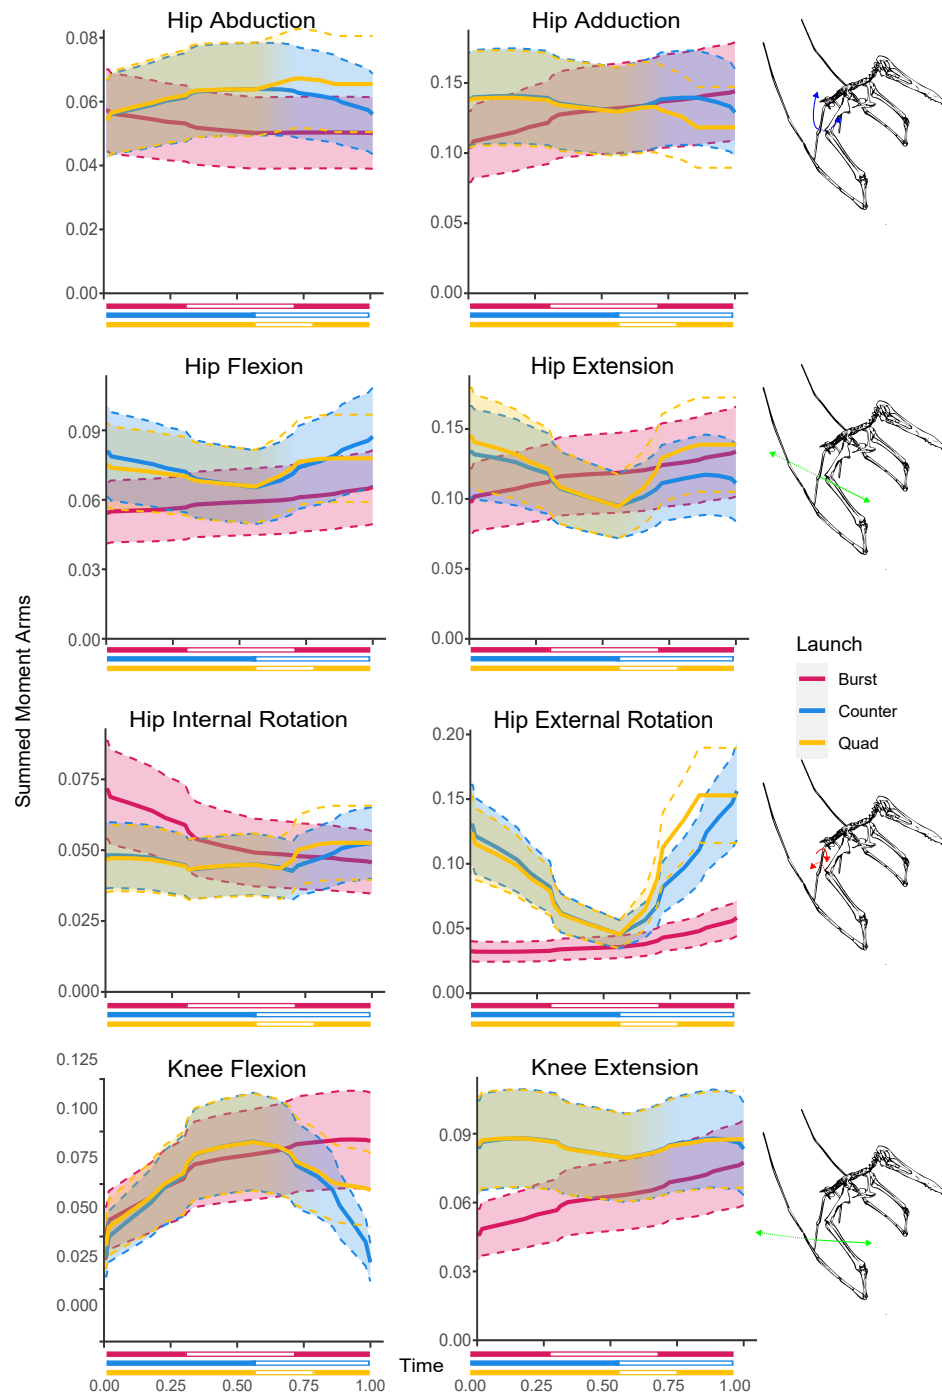 Hip Abduction
Hip Adduction
0.08
0.06
0.04
0.02
0.00
0.15
0.10
0.05
0.00
Hip Flexion
Hip Extension
0.09
0.06
0.03
0.00
0.15
0.10
0.05
0.00
Summed Moment Arms
Launch
Burst
Counter
Quad
Hip Internal Rotation
Hip External Rotation
0.075
0.050
0.025
0.000
0.20
0.15
0.10
0.05
0.00
Knee Flexion
Knee Extension
0.125
0.100
0.075
0.050
0.025
0.000
0.09
0.06
0.03
0.00
Time
0.00 0.25 0.50 0.75 1.00
0.00 0.25 0.50 0.75 1.00